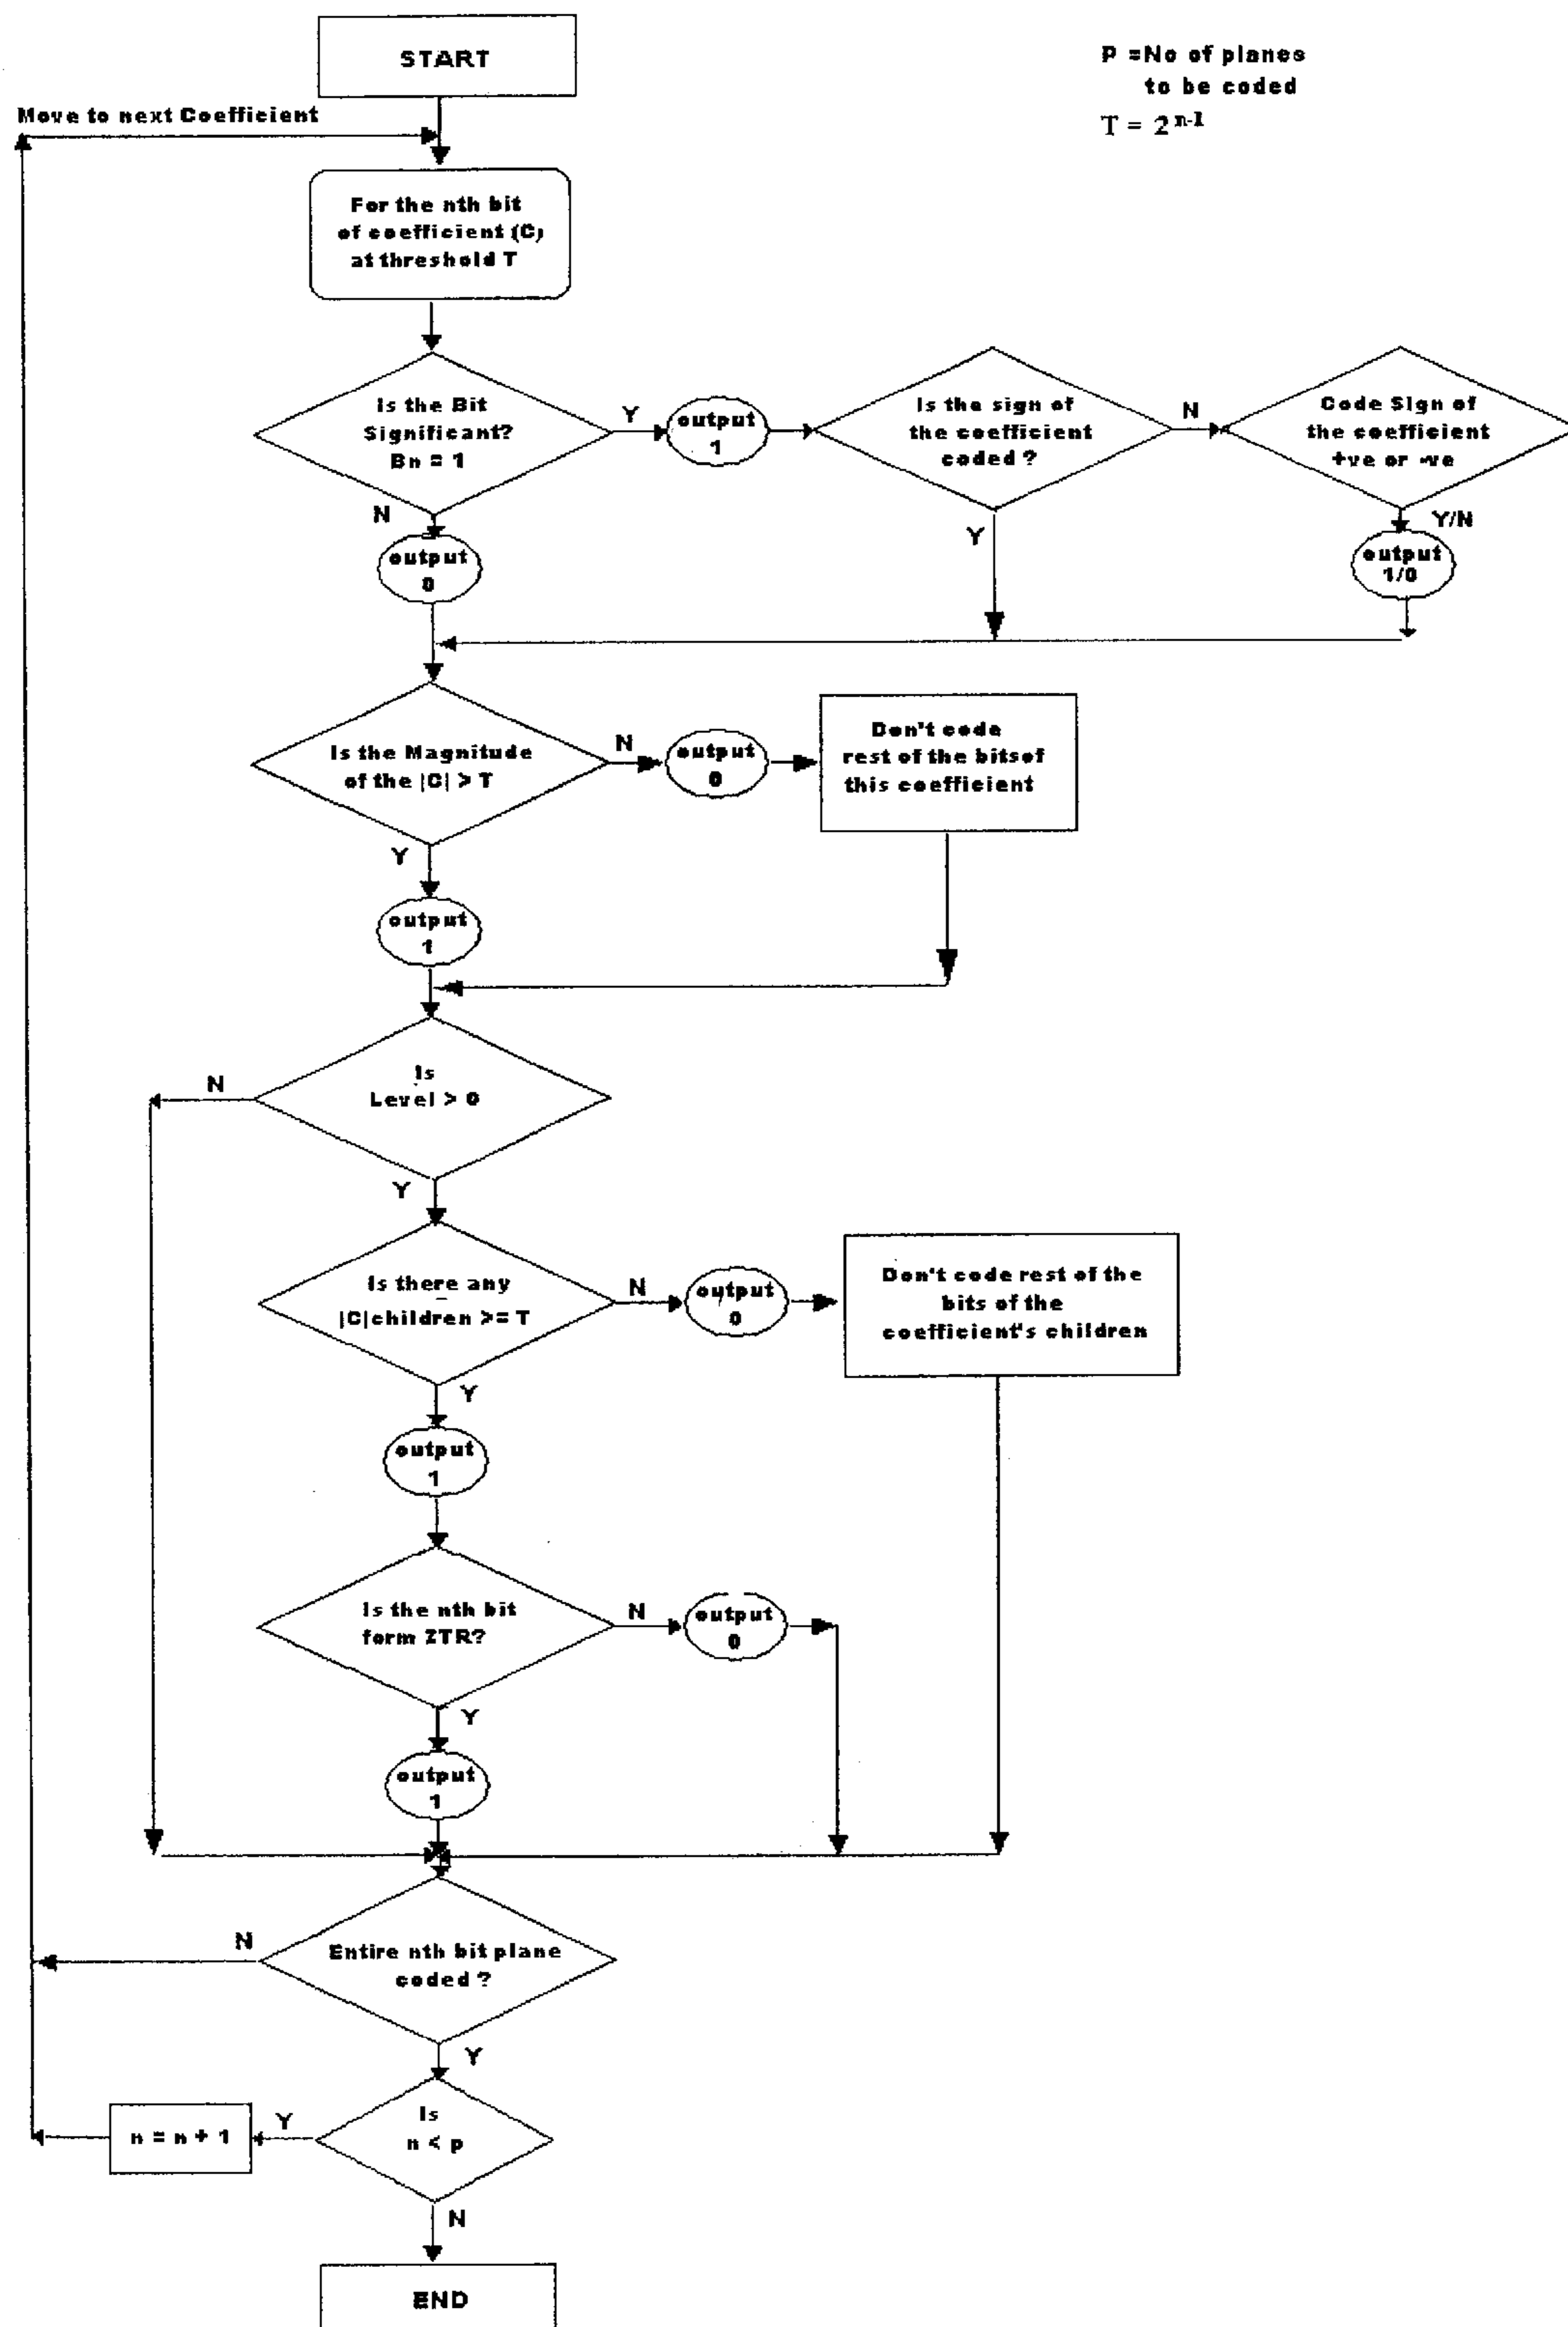 START
P =No of planes
to be coded
T = 2^n-1
Move to next Coefficient
For the nth bit
of coefficient (C)
at threshold T
Is the Bit
Significant?
Bn = 1
Y
output
1
Is the sign of
the coefficient
coded ?
N
Code Sign of
the coefficient
+ve or -ve
N
output
0
Y
Y/N
output
1/0
Is the Magnitude
of the |C| > T
N
output
0
Don't code
rest of the bitsof
this coefficient
Y
output
1
Is
Level > 0
N
Y
Is there any
|C|children >= T
N
output
0
Don't code rest of the
bits of the
coefficient's children
Y
output
1
Is the nth bit
form ZTR?
N
output
0
Y
output
1
Entire nth bit plane
coded ?
N
Y
Is
n < p
Y
n = n + 1
N
END